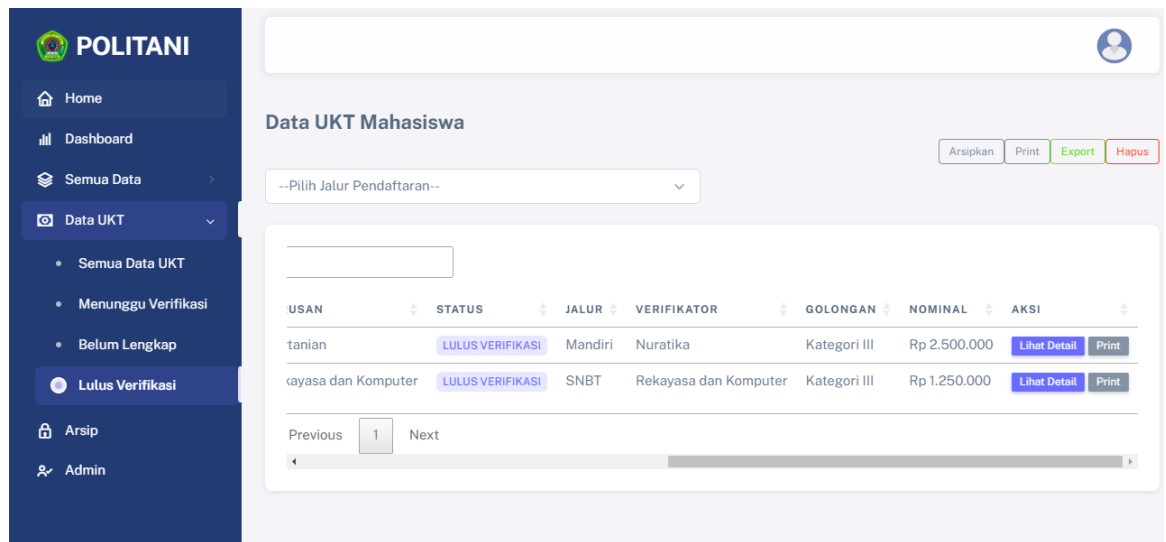 POLITANI
Home
Dashboard
Semua Data
Data UKT
Semua Data UKT
Menunggu Verifikasi
Belum Lengkap
Lulus Verifikasi
Arsip
Admin
Data UKT Mahasiswa
Arsipkan Print Export Hapus
--Pilih Jalur Pendaftaran--
USAN STATUS JALUR VERIFIKATOR GOLONGAN NOMINAL AKSI
tanian LULUS VERIFIKASI Mandiri Nuratika Kategori III Rp 2.500.000 Lihat Detail Print
kayasa dan Komputer LULUS VERIFIKASI SNBT Rekayasa dan Komputer Kategori III Rp 1.250.000 Lihat Detail Print
Previous 1 Next